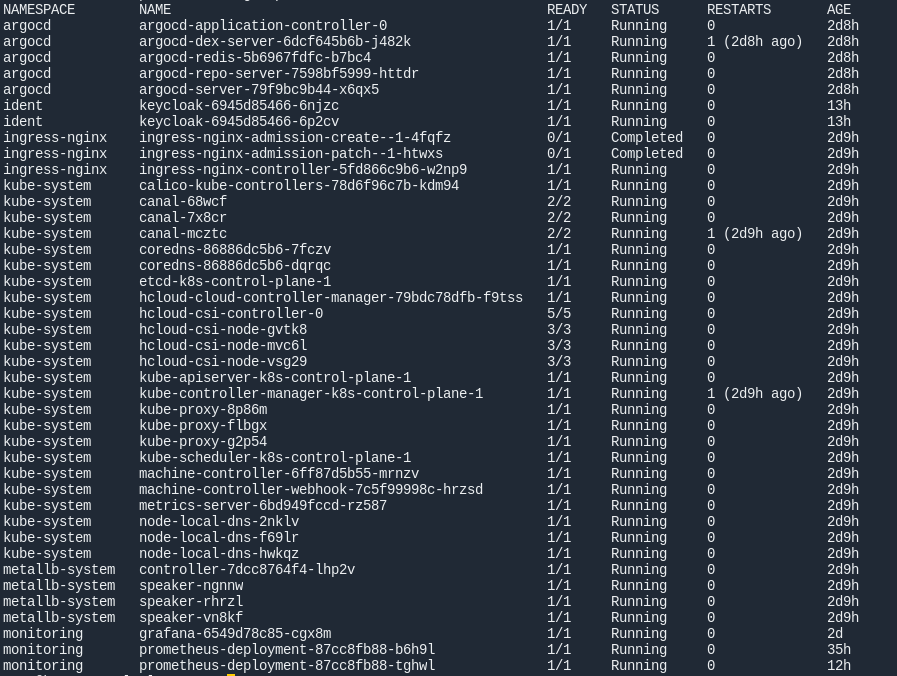 NAMESPACE NAME READY STATUS RESTARTS AGE
argocd argocd-application-controller-0 1/1 Running 0 2d8h
argocd argocd-dex-server-6dcf645b6b-j482k 1/1 Running 1 (2d8h ago) 2d8h
argocd argocd-redis-5b6967fdfc-b7bc4 1/1 Running 0 2d8h
argocd argocd-repo-server-7598bf5999-httdr 1/1 Running 0 2d8h
argocd argocd-server-79f9bc9b44-x6qx5 1/1 Running 0 2d8h
ident keycloak-6945d85466-6njzc 1/1 Running 0 13h
ident keycloak-6945d85466-6p2cv 1/1 Running 0 13h
ingress-nginx ingress-nginx-admission-create--1-4fqfz 0/1 Completed 0 2d9h
ingress-nginx ingress-nginx-admission-patch--1-htwxs 0/1 Completed 0 2d9h
ingress-nginx ingress-nginx-controller-5fd866c9b6-w2np9 1/1 Running 0 2d9h
kube-system calico-kube-controllers-78d6f96c7b-kdm94 1/1 Running 0 2d9h
kube-system canal-68wcf 2/2 Running 0 2d9h
kube-system canal-7x8cr 2/2 Running 0 2d9h
kube-system canal-mcztc 2/2 Running 1 (2d9h ago) 2d9h
kube-system coredns-86886dc5b6-7fczv 1/1 Running 0 2d9h
kube-system coredns-86886dc5b6-dqrqc 1/1 Running 0 2d9h
kube-system etcd-k8s-control-plane-1 1/1 Running 0 2d9h
kube-system hcloud-cloud-controller-manager-79bdc78dfb-f9tss 1/1 Running 0 2d9h
kube-system hcloud-csi-controller-0 5/5 Running 0 2d9h
kube-system hcloud-csi-node-gvtk8 3/3 Running 0 2d9h
kube-system hcloud-csi-node-mvc6l 3/3 Running 0 2d9h
kube-system hcloud-csi-node-vsg29 3/3 Running 0 2d9h
kube-system kube-apiserver-k8s-control-plane-1 1/1 Running 0 2d9h
kube-system kube-controller-manager-k8s-control-plane-1 1/1 Running 1 (2d9h ago) 2d9h
kube-system kube-proxy-8p86m 1/1 Running 0 2d9h
kube-system kube-proxy-flbgx 1/1 Running 0 2d9h
kube-system kube-proxy-g2p54 1/1 Running 0 2d9h
kube-system kube-scheduler-k8s-control-plane-1 1/1 Running 0 2d9h
kube-system machine-controller-6ff87d5b55-mrnzv 1/1 Running 0 2d9h
kube-system machine-controller-webhook-7c5f99998c-hrzsd 1/1 Running 0 2d9h
kube-system metrics-server-6bd949fccd-rz587 1/1 Running 0 2d9h
kube-system node-local-dns-2nklv 1/1 Running 0 2d9h
kube-system node-local-dns-f69lr 1/1 Running 0 2d9h
kube-system node-local-dns-hwkqz 1/1 Running 0 2d9h
metallb-system controller-7dcc8764f4-lhp2v 1/1 Running 0 2d9h
metallb-system speaker-ngnnw 1/1 Running 0 2d9h
metallb-system speaker-rhrzl 1/1 Running 0 2d9h
metallb-system speaker-vn8kf 1/1 Running 0 2d9h
monitoring grafana-6549d78c85-cgx8m 1/1 Running 0 2d
monitoring prometheus-deployment-87cc8fb88-b6h9l 1/1 Running 0 35h
monitoring prometheus-deployment-87cc8fb88-tghwl 1/1 Running 0 12h